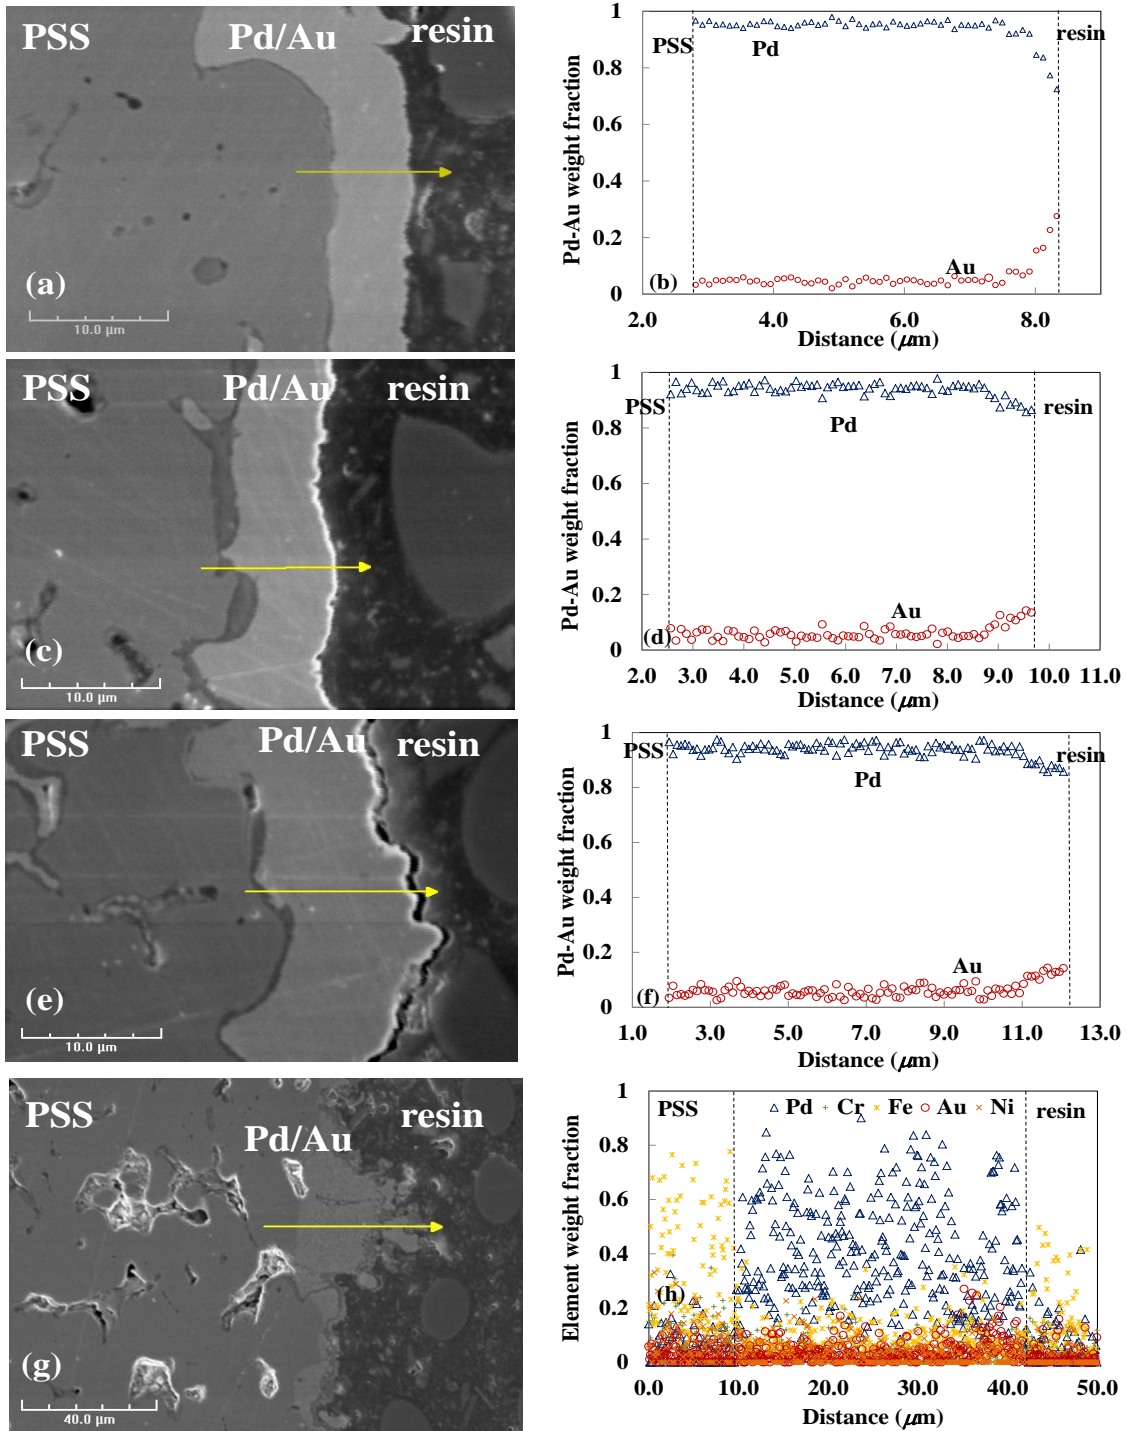 PSS Pd/Au resin
(a)
10.0 µm
Pd-Au weight fraction
1
0.8
0.6
0.4
0.2
0
PSS
Pd
resin
Au
(b)
2.0 4.0 6.0 8.0
Distance (µm)
PSS Pd/Au resin
(c)
10.0 µm
Pd-Au weight fraction
1
0.8
0.6
0.4
0.2
0
PSS
Pd
resin
Au
(d)
2.0 3.0 4.0 5.0 6.0 7.0 8.0 9.0 10.0 11.0
Distance (µm)
PSS Pd/Au resin
(e)
10.0 µm
Pd-Au weight fraction
1
0.8
0.6
0.4
0.2
0
PSS
Pd
resin
Au
(f)
1.0 3.0 5.0 7.0 9.0 11.0 13.0
Distance (µm)
PSS Pd/Au resin
(g)
40.0 µm
Element weight fraction
1
0.8
0.6
0.4
0.2
0
PSS
Pd Cr Fe Au Ni
resin
(h)
0.0 10.0 20.0 30.0 40.0 50.0
Distance (µm)